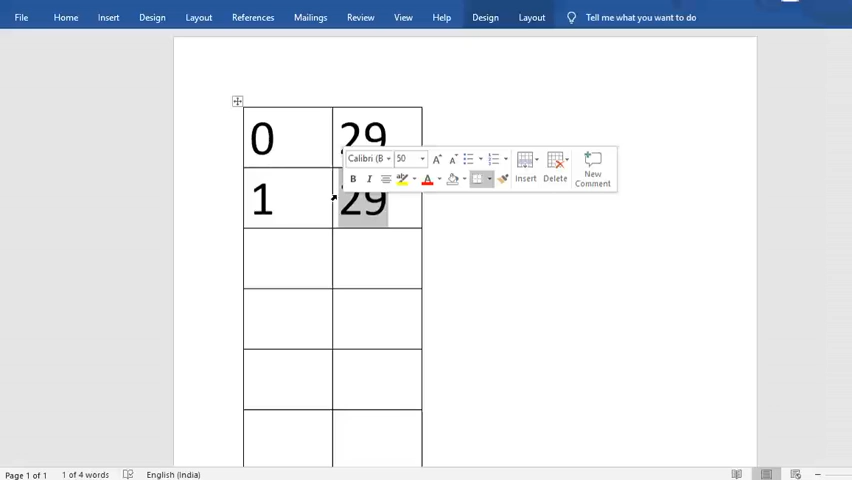 File Home Insert Design Layout References Mailings Review View Help Design Layout Tell me what you want to do
0 29
Calibri (B 50
Insert Delete New Comment
1 29
Page 1 of 1 1 of 4 words English (India)